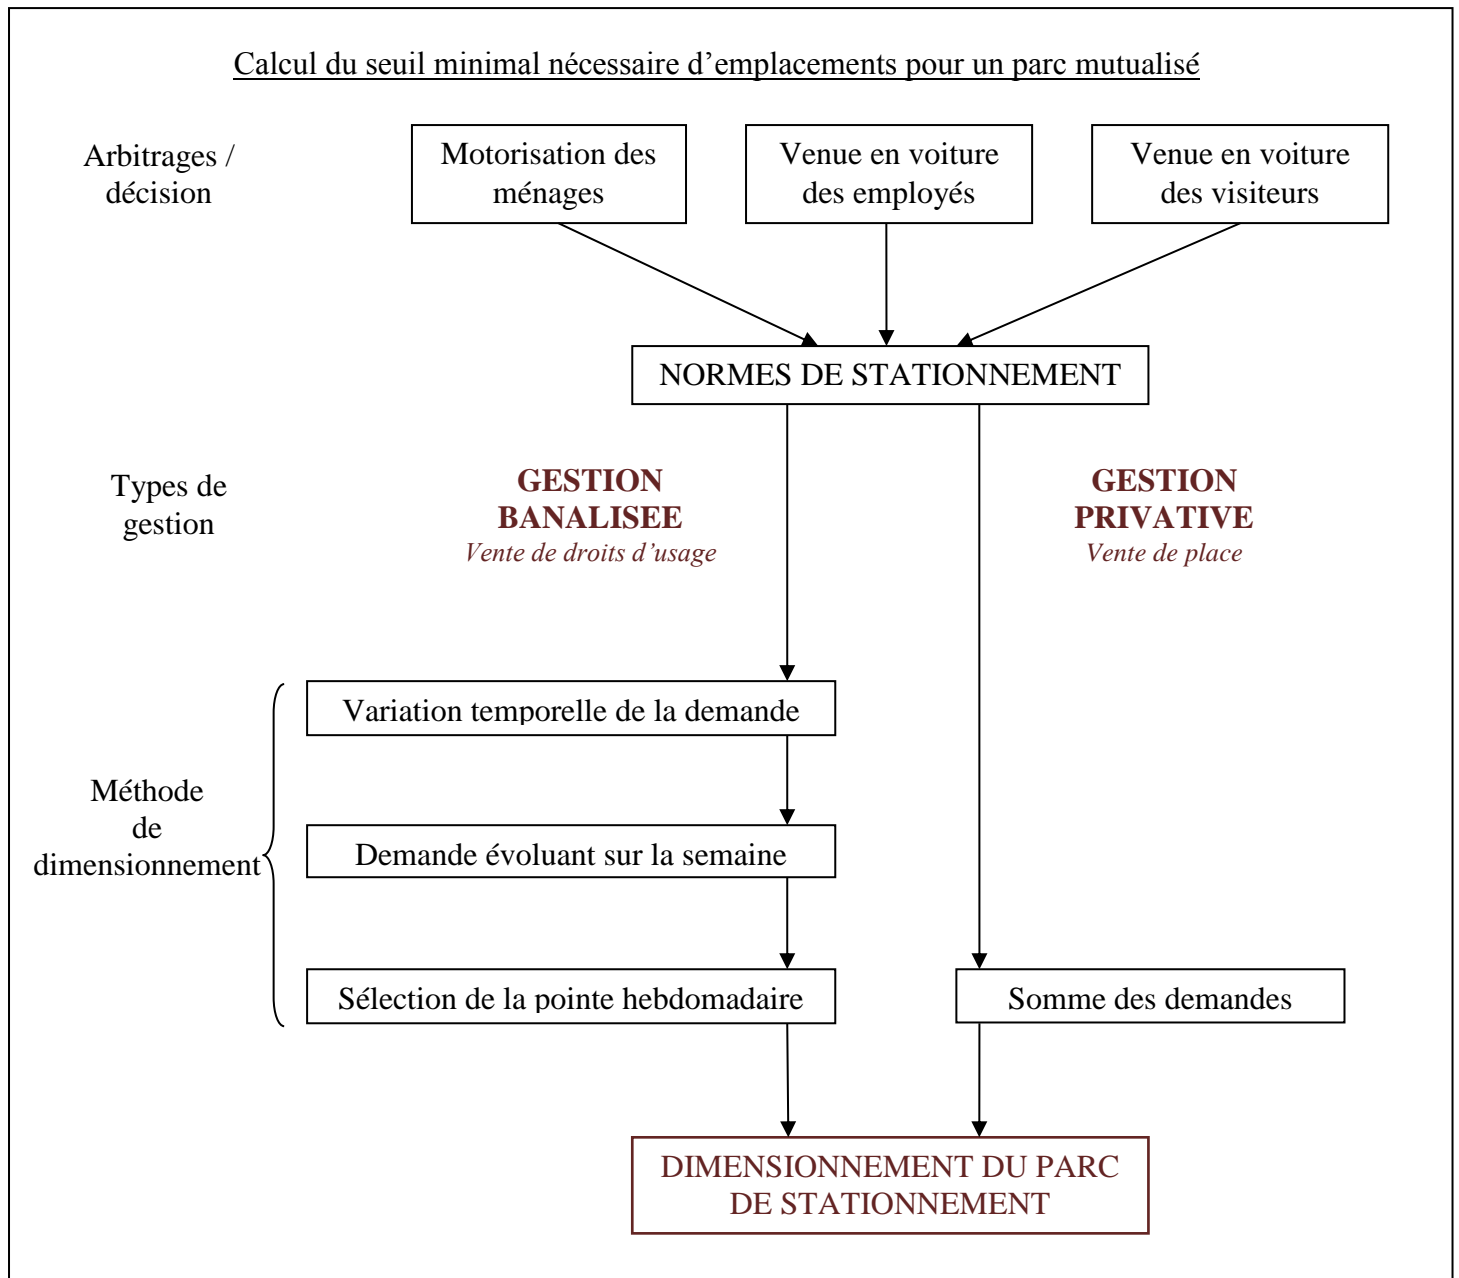 Calcul du seuil minimal nécessaire d’emplacements pour un parc mutualisé
Arbitrages /
décision
Motorisation des
ménages
Venue en voiture
des employés
Venue en voiture
des visiteurs
NORMES DE STATIONNEMENT
Types de
gestion
GESTION
BANALISEE
Vente de droits d’usage
GESTION
PRIVATIVE
Vente de place
Méthode
de
dimensionnement
Variation temporelle de la demande
Demande évoluant sur la semaine
Sélection de la pointe hebdomadaire
Somme des demandes
DIMENSIONNEMENT DU PARC
DE STATIONNEMENT